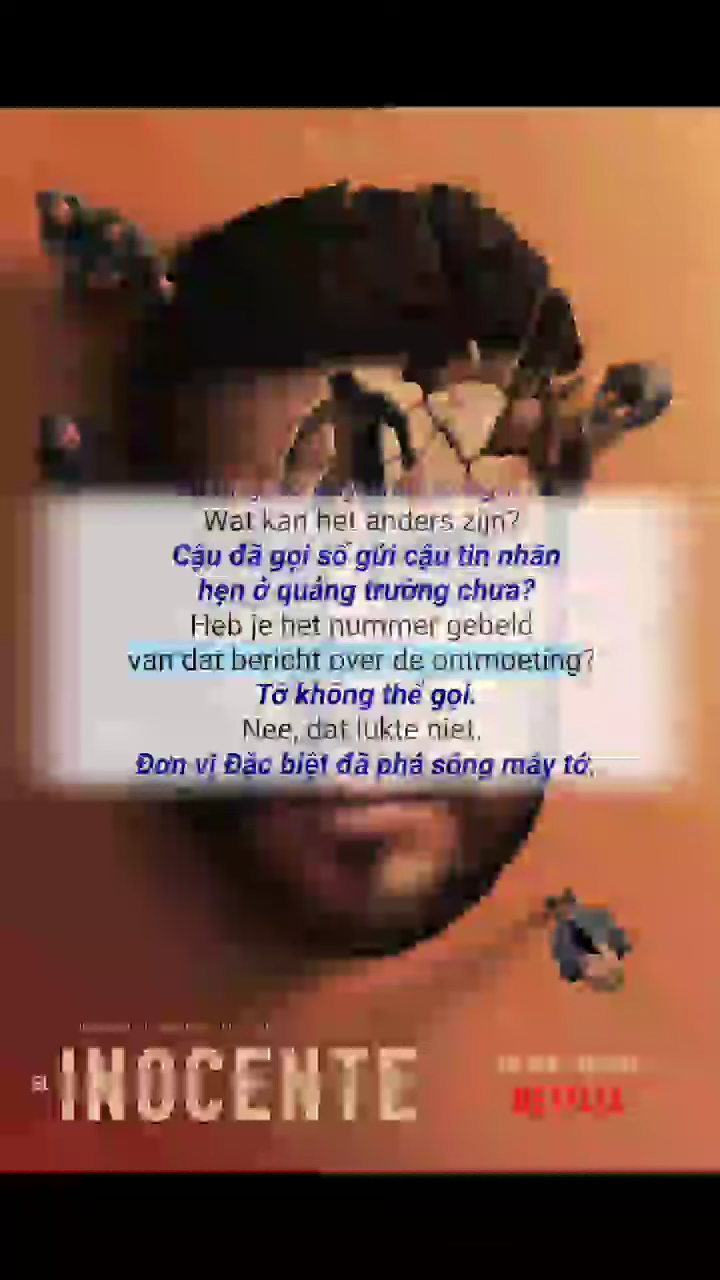 Wat kan het anders zijn?
Cậu đã gọi số gửi cậu tin nhắn
hẹn ở quảng trường chưa?
Heb je het nummer gebeld
van dat bericht over de ontmoeting?
Tớ không thể gọi.
Nee, dat lukte niet.
Đơn vị Đặc biệt đã phá sóng máy tớ.
EL INOCENTE
NETFLIX